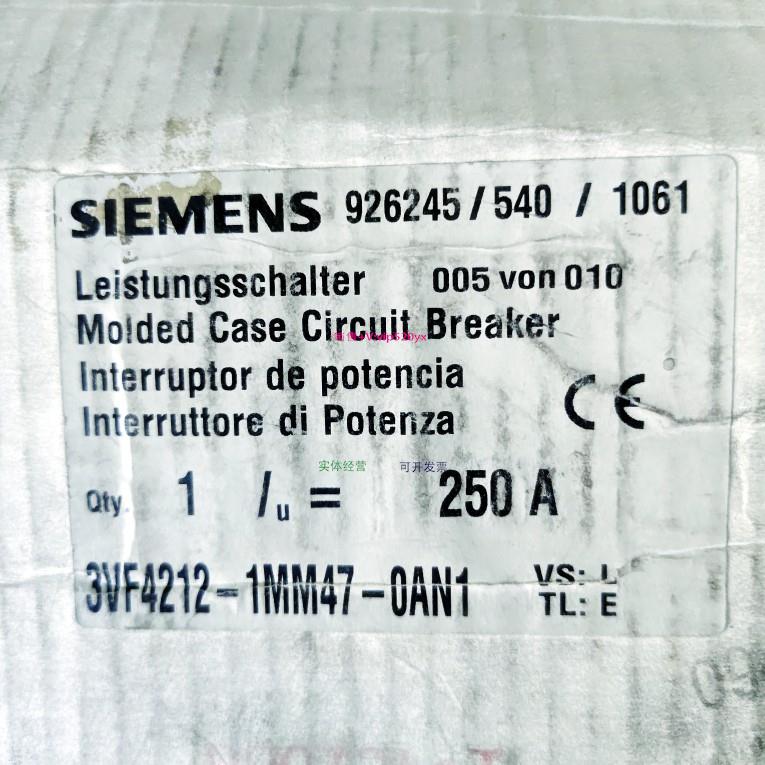 SIEMENS 926245 / 540 / 1061
Leistungsschalter 005 von 010
Molded Case Circuit Breaker
Interruptor de potencia
Interruttore di Potenza
CE
实体经营 可开发票
Qty. 1 Iu = 250 A
3VF4212-1MM47-0AN1 VS: L
TL: E